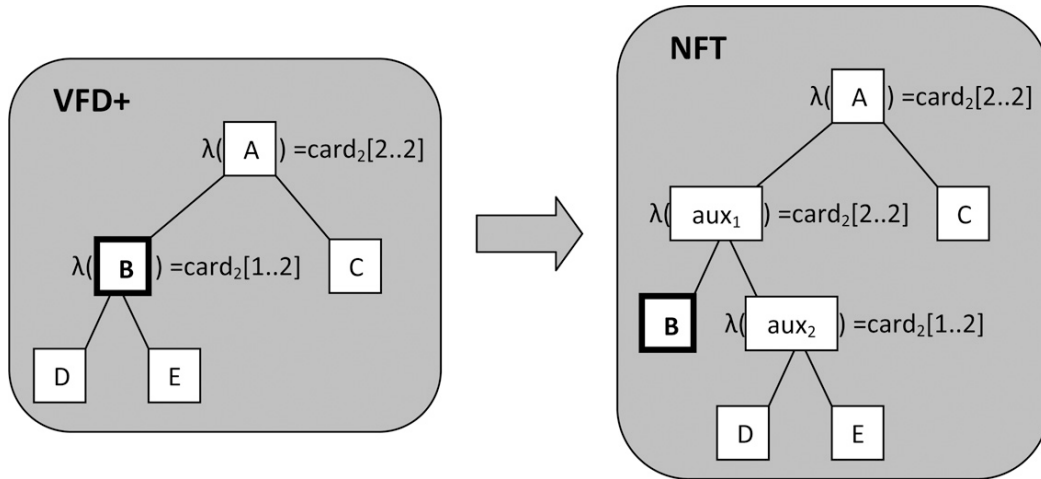 VFD+
λ( A ) =card₂[2..2]
λ( B ) =card₂[1..2]
C
D E
NFT
λ( A ) =card₂[2..2]
λ( aux₁ ) =card₂[2..2]
C
B
λ( aux₂ ) =card₂[1..2]
D E